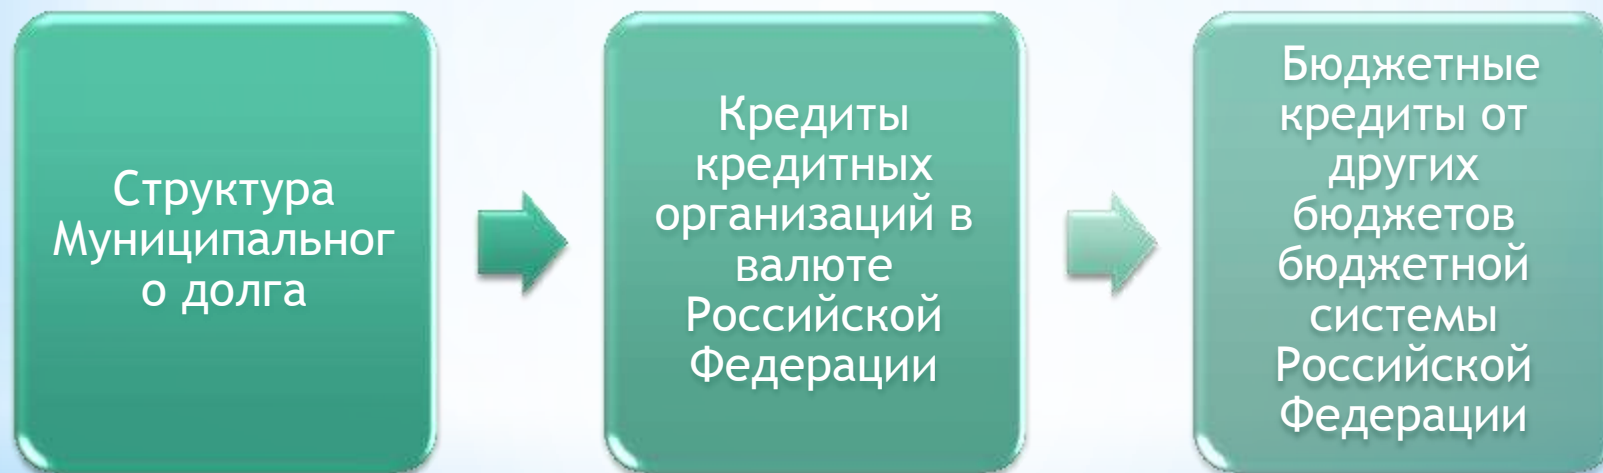 Структура
Муниципальног
о долга
Кредиты
кредитных
организаций в
валюте
Российской
Федерации
Бюджетные
кредиты от
других
бюджетов
бюджетной
системы
Российской
Федерации